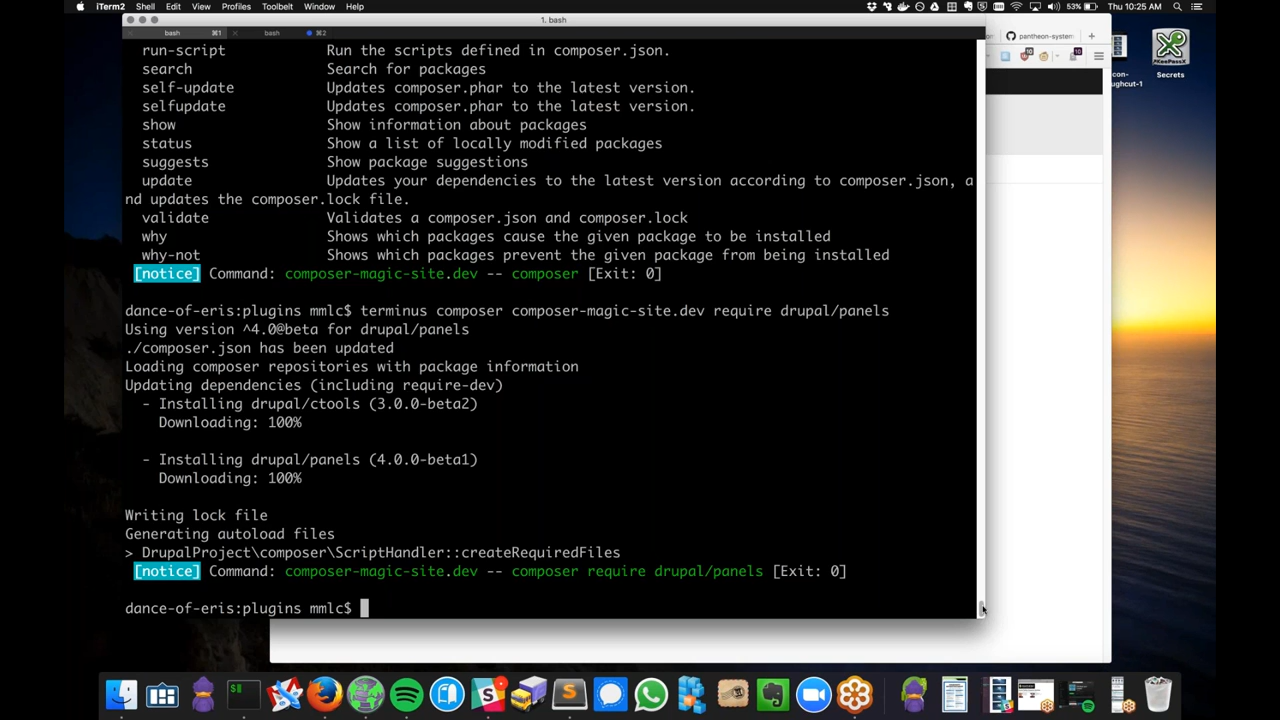 iTerm2 Shell Edit View Profiles Toolbelt Window Help 53% Thu 10:25 AM
1. bash
bash ⌘1 bash ⌘2
pantheon-system
run-script Run the scripts defined in composer.json.
search Search for packages
self-update Updates composer.phar to the latest version.
selfupdate Updates composer.phar to the latest version.
show Show information about packages
status Show a list of locally modified packages
suggests Show package suggestions
update Updates your dependencies to the latest version according to composer.json, a
nd updates the composer.lock file.
validate Validates a composer.json and composer.lock
why Shows which packages cause the given package to be installed
why-not Shows which packages prevent the given package from being installed
[notice] Command: composer-magic-site.dev -- composer [Exit: 0]
dance-of-eris:plugins mmlc$ terminus composer composer-magic-site.dev require drupal/panels
Using version ^4.0@beta for drupal/panels
./composer.json has been updated
Loading composer repositories with package information
Updating dependencies (including require-dev)
- Installing drupal/ctools (3.0.0-beta2)
Downloading: 100%
- Installing drupal/panels (4.0.0-beta1)
Downloading: 100%
Writing lock file
Generating autoload files
> DrupalProject\composer\ScriptHandler::createRequiredFiles
[notice] Command: composer-magic-site.dev -- composer require drupal/panels [Exit: 0]
dance-of-eris:plugins mmlc$
Secrets